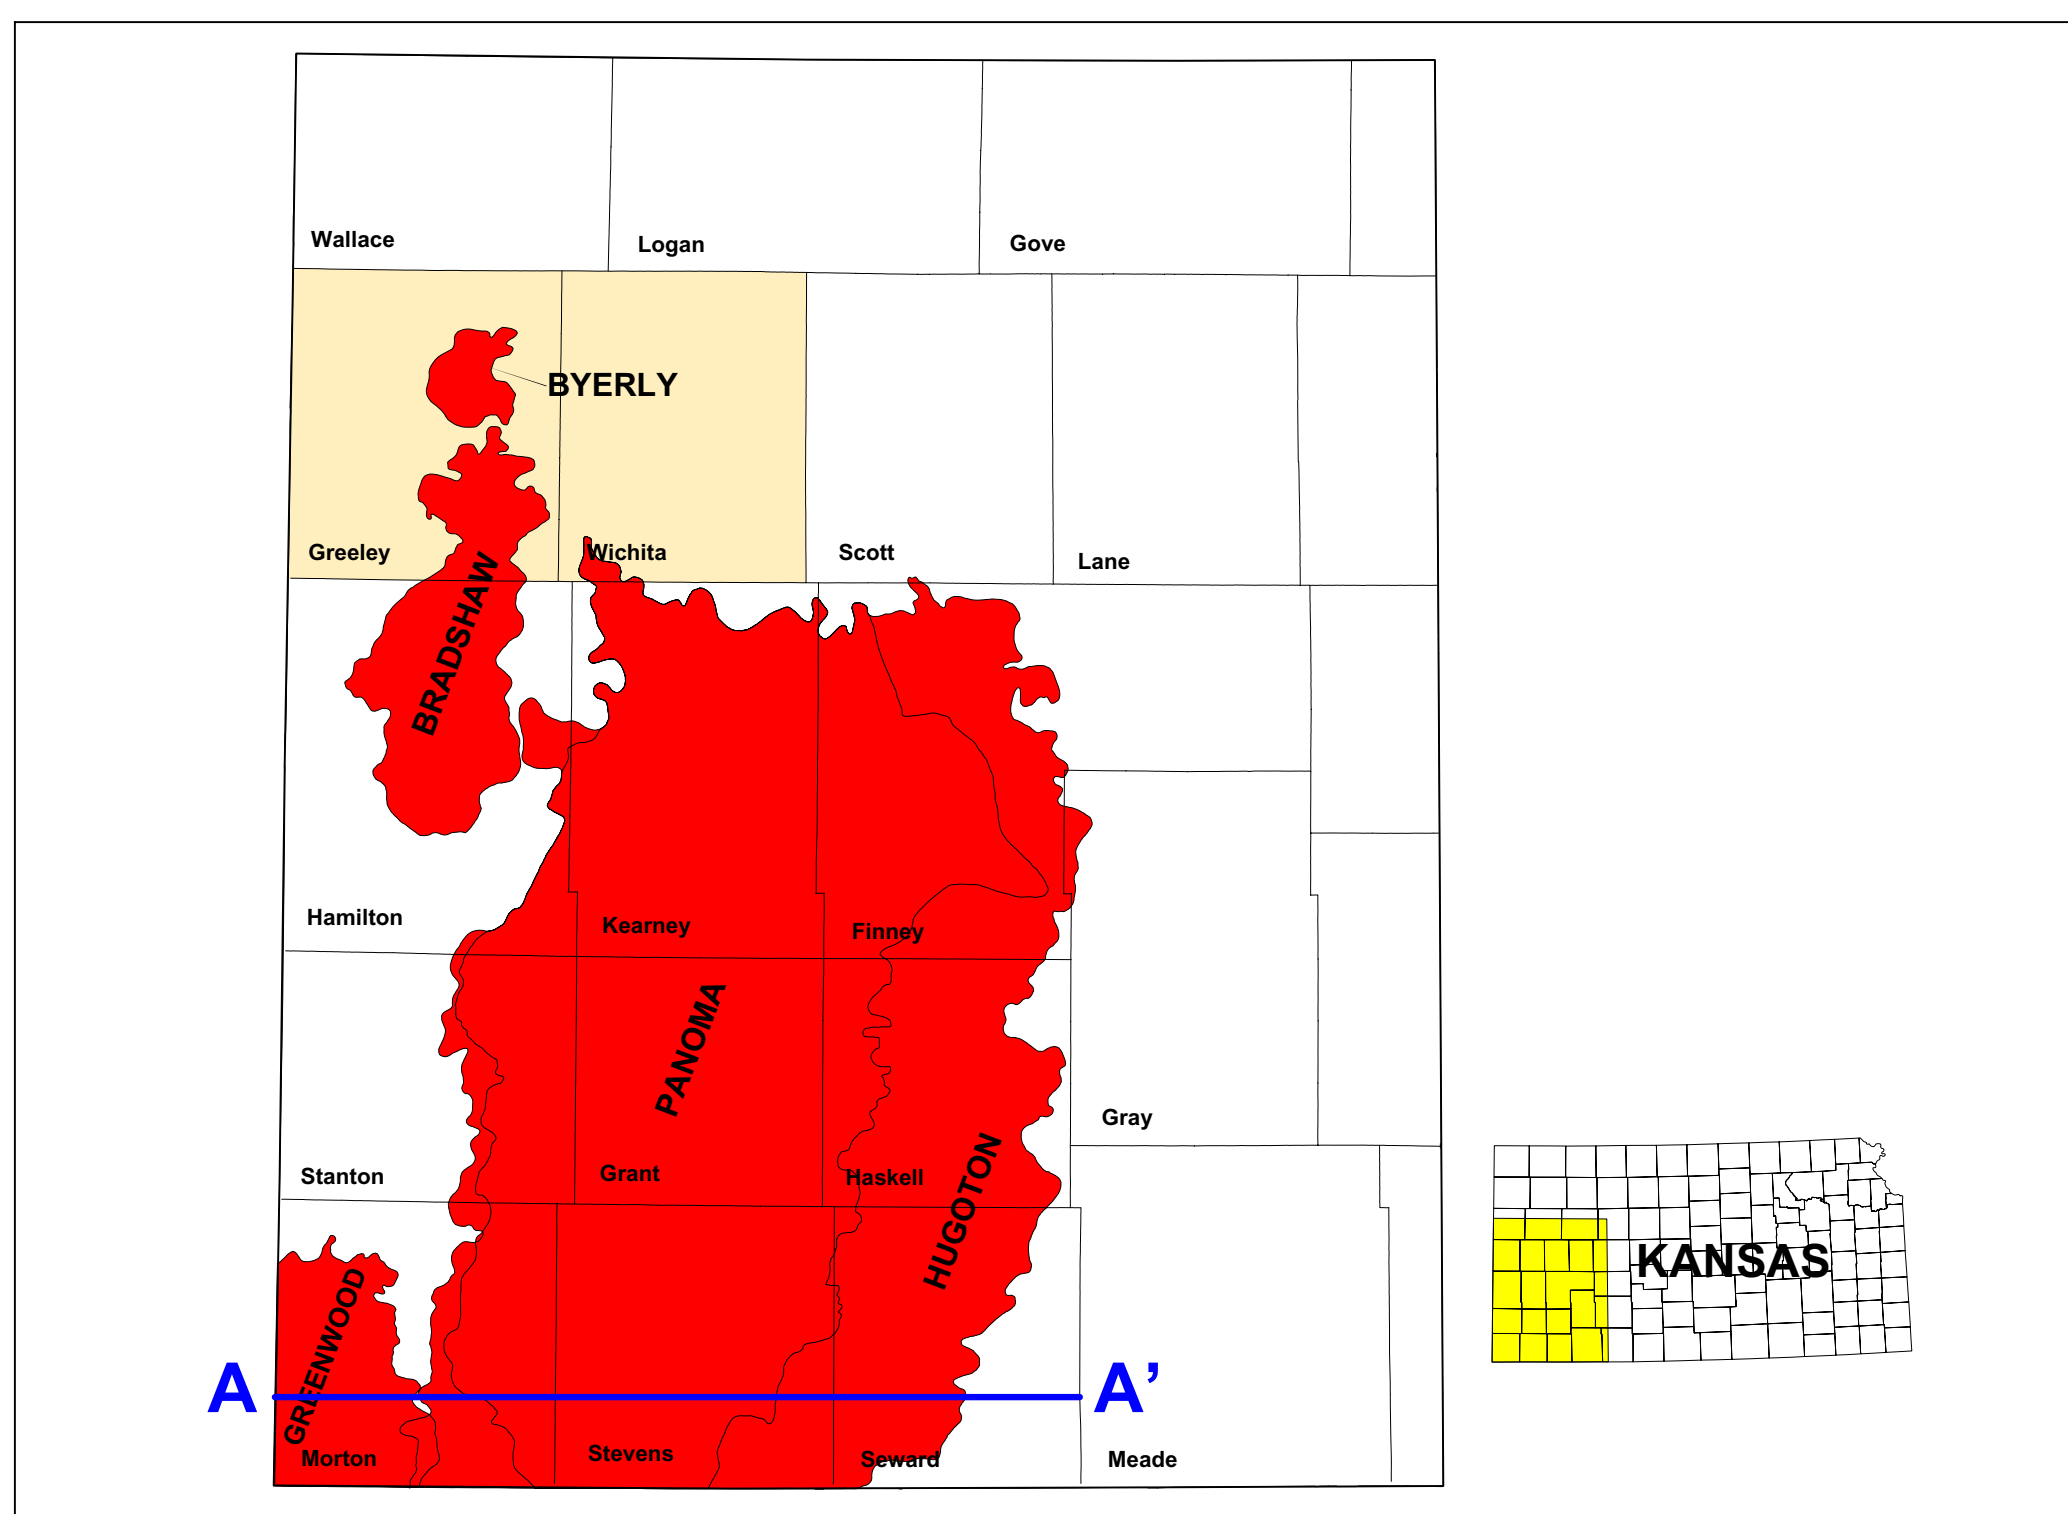 Wallace
Logan
Gove
BYERLY
Greeley
Wichita
Scott
Lane
BRADSHAW
Hamilton
Kearney
Finney
PANOMA
Gray
Stanton
Grant
Haskell
HUGOTON
KANSAS
GREENWOOD
A
A’
Morton
Stevens
Seward
Meade